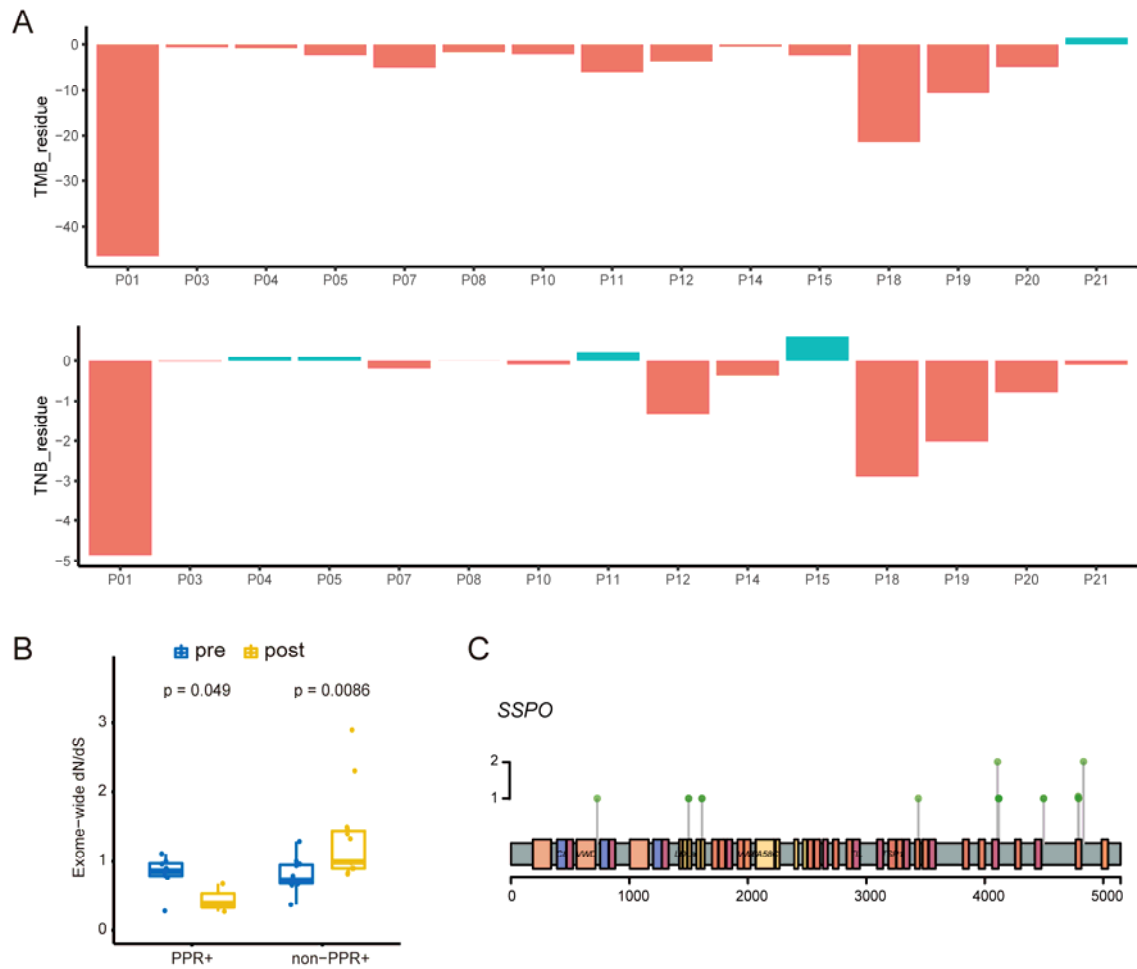 A
TMB_residue
0
−10
−20
−30
−40
P01 P03 P04 P05 P07 P08 P10 P11 P12 P14 P15 P18 P19 P20 P21
TNB_residue
0
−1
−2
−3
−4
−5
P01 P03 P04 P05 P07 P08 P10 P11 P12 P14 P15 P18 P19 P20 P21
B
pre post
p = 0.049 p = 0.0086
Exome−wide dN/dS
3
2
1
0
PPR+ non−PPR+
C
SSPO
2
1
VWD
0 1000 2000 3000 4000 5000